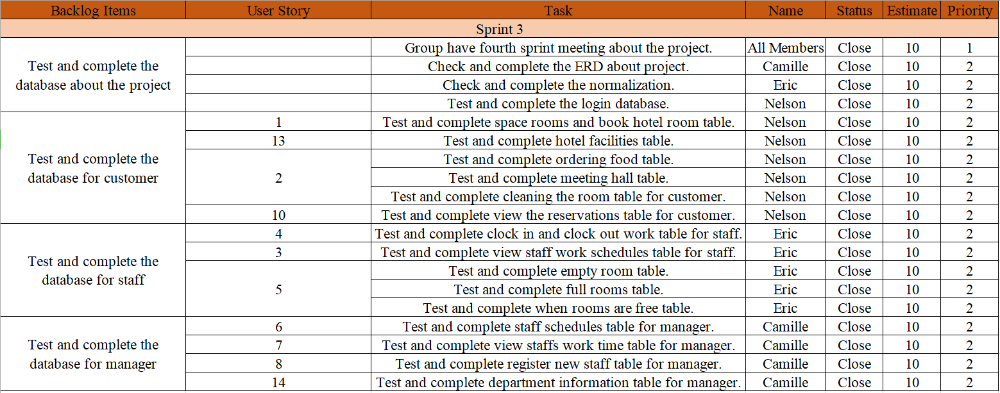 Backlog Items User Story Task Name Status Estimate Priority
Sprint 3
Test and complete the database about the project
Group have fourth sprint meeting about the project. All Members Close 10 1
Check and complete the ERD about project. Camille Close 10 2
Check and complete the normalization. Eric Close 10 2
Test and complete the login database. Nelson Close 10 2
Test and complete the database for customer
1 Test and complete space rooms and book hotel room table. Nelson Close 10 2
13 Test and complete hotel facilities table. Nelson Close 10 2
2 Test and complete ordering food table. Nelson Close 10 2
Test and complete meeting hall table. Nelson Close 10 2
Test and complete cleaning the room table for customer. Nelson Close 10 2
10 Test and complete view the reservations table for customer. Nelson Close 10 2
Test and complete the database for staff
4 Test and complete clock in and clock out work table for staff. Eric Close 10 2
3 Test and complete view staff work schedules table for staff. Eric Close 10 2
5 Test and complete empty room table. Eric Close 10 2
Test and complete full rooms table. Eric Close 10 2
Test and complete when rooms are free table. Eric Close 10 2
Test and complete the database for manager
6 Test and complete staff schedules table for manager. Camille Close 10 2
7 Test and complete view staffs work time table for manager. Camille Close 10 2
8 Test and complete register new staff table for manager. Camille Close 10 2
14 Test and complete department information table for manager. Camille Close 10 2